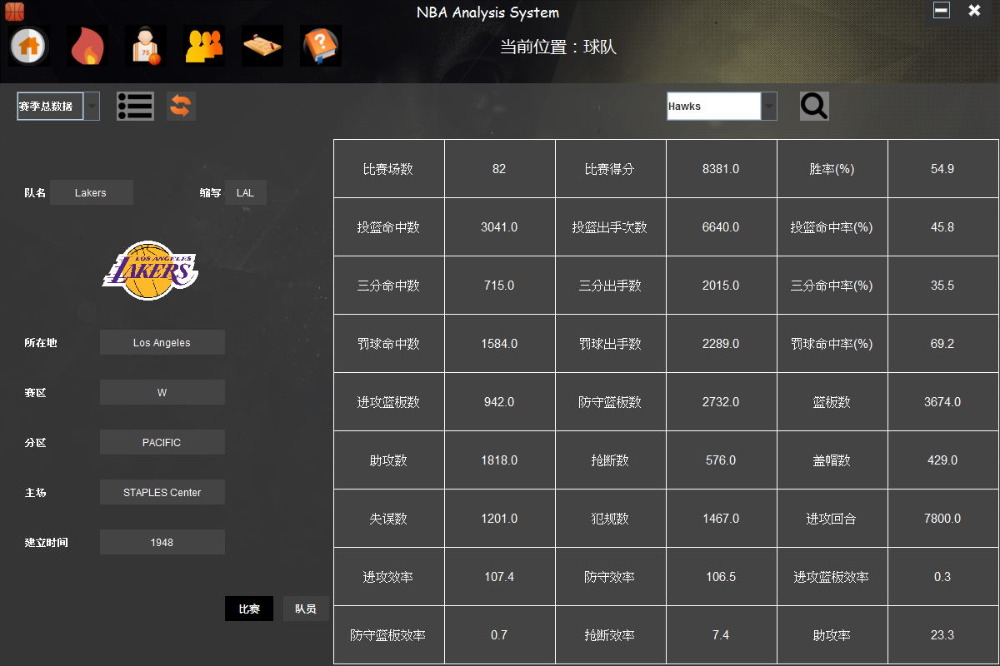 NBA Analysis System
当前位置：球队
75
?
赛季总数据
Hawks
队名 Lakers 缩写 LAL
LOS ANGELES
LAKERS
所在地 Los Angeles
赛区 W
分区 PACIFIC
主场 STAPLES Center
建立时间 1948
比赛 队员
比赛场数 82 比赛得分 8381.0 胜率(%) 54.9
投篮命中数 3041.0 投篮出手次数 6640.0 投篮命中率(%) 45.8
三分命中数 715.0 三分出手数 2015.0 三分命中率(%) 35.5
罚球命中数 1584.0 罚球出手数 2289.0 罚球命中率(%) 69.2
进攻篮板数 942.0 防守篮板数 2732.0 篮板数 3674.0
助攻数 1818.0 抢断数 576.0 盖帽数 429.0
失误数 1201.0 犯规数 1467.0 进攻回合 7800.0
进攻效率 107.4 防守效率 106.5 进攻篮板效率 0.3
防守篮板效率 0.7 抢断效率 7.4 助攻率 23.3